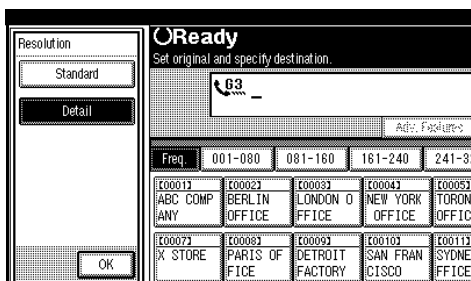 Resolution
Standard
Detail
OK
Ready
Set original and specify destination.
G3 _
Adv. Features
Freq.
001-080
081-160
161-240
241-3
[0001]
ABC COMP
ANY
[0002]
BERLIN
OFFICE
[0003]
LONDON O
FFICE
[0004]
NEW YORK
OFFICE
[0005]
TORON
OFFIC
[0007]
X STORE
[0008]
PARIS OF
FICE
[0009]
DETROIT
FACTORY
[0010]
SAN FRAN
CISCO
[0011]
SYDNE
FFICE